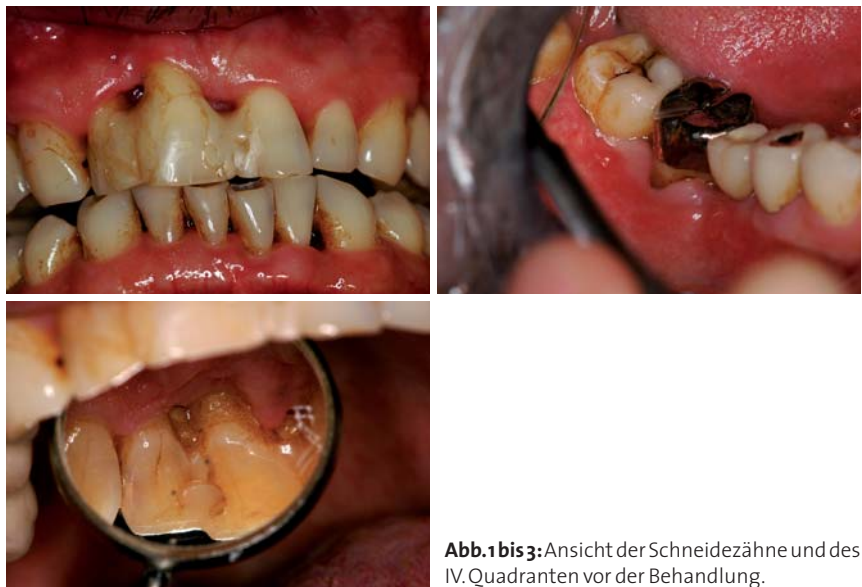 Abb. 1 bis 3: Ansicht der Schneidezähne und des
IV. Quadranten vor der Behandlung.